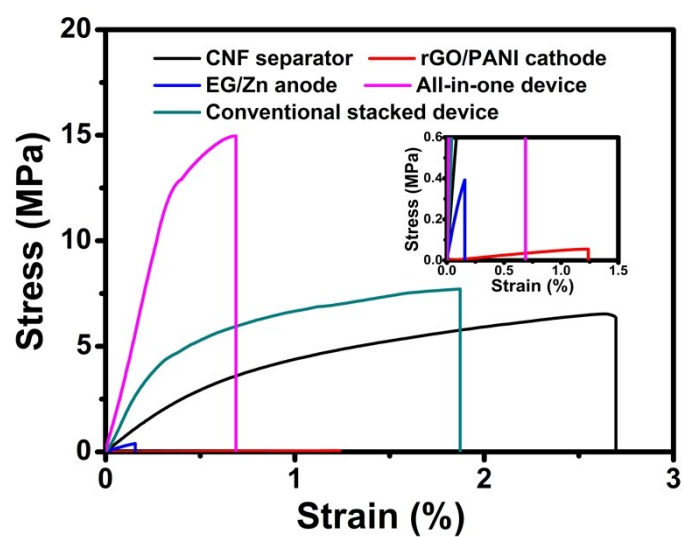 20
15
10
5
0
Stress (MPa)
CNF separator rGO/PANI cathode
EG/Zn anode All-in-one device
Conventional stacked device
0.6
0.4
0.2
0.0
Stress (MPa)
0.0 0.5 1.0 1.5
Strain (%)
0 1 2 3
Strain (%)